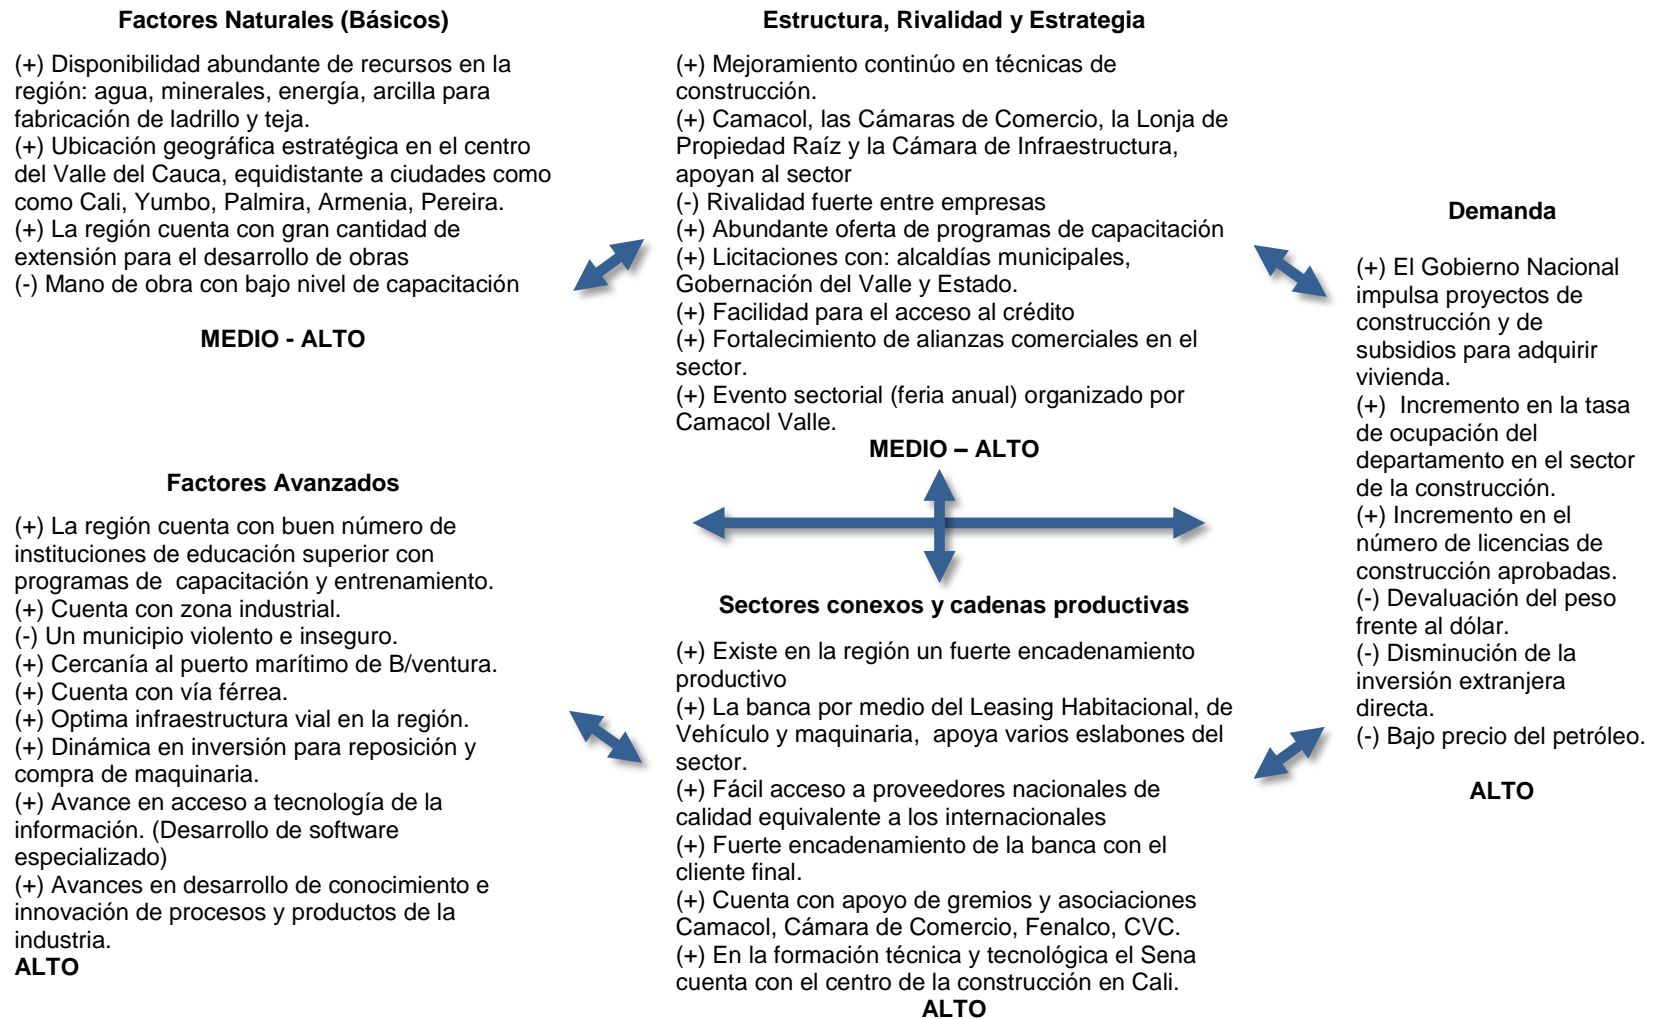 Factores Naturales (Básicos)
(+) Disponibilidad abundante de recursos en la
región: agua, minerales, energía, arcilla para
fabricación de ladrillo y teja.
(+) Ubicación geográfica estratégica en el centro
del Valle del Cauca, equidistante a ciudades como
como Cali, Yumbo, Palmira, Armenia, Pereira.
(+) La región cuenta con gran cantidad de
extensión para el desarrollo de obras
(-) Mano de obra con bajo nivel de capacitación
MEDIO - ALTO
Factores Avanzados
(+) La región cuenta con buen número de
instituciones de educación superior con
programas de  capacitación y entrenamiento.
(+) Cuenta con zona industrial.
(-) Un municipio violento e inseguro.
(+) Cercanía al puerto marítimo de B/ventura.
(+) Cuenta con vía férrea.
(+) Optima infraestructura vial en la región.
(+) Dinámica en inversión para reposición y
compra de maquinaria.
(+) Avance en acceso a tecnología de la
información. (Desarrollo de software
especializado)
(+) Avances en desarrollo de conocimiento e
innovación de procesos y productos de la
industria.
ALTO
Estructura, Rivalidad y Estrategia
(+) Mejoramiento continúo en técnicas de
construcción.
(+) Camacol, las Cámaras de Comercio, la Lonja de
Propiedad Raíz y la Cámara de Infraestructura,
apoyan al sector
(-) Rivalidad fuerte entre empresas
(+) Abundante oferta de programas de capacitación
(+) Licitaciones con: alcaldías municipales,
Gobernación del Valle y Estado.
(+) Facilidad para el acceso al crédito
(+) Fortalecimiento de alianzas comerciales en el
sector.
(+) Evento sectorial (feria anual) organizado por
Camacol Valle.
MEDIO – ALTO
Sectores conexos y cadenas productivas
(+) Existe en la región un fuerte encadenamiento
productivo
(+) La banca por medio del Leasing Habitacional, de
Vehículo y maquinaria,  apoya varios eslabones del
sector.
(+) Fácil acceso a proveedores nacionales de
calidad equivalente a los internacionales
(+) Fuerte encadenamiento de la banca con el
cliente final.
(+) Cuenta con apoyo de gremios y asociaciones
Camacol, Cámara de Comercio, Fenalco, CVC.
(+) En la formación técnica y tecnológica el Sena
cuenta con el centro de la construcción en Cali.
ALTO
Demanda
(+) El Gobierno Nacional
impulsa proyectos de
construcción y de
subsidios para adquirir
vivienda.
(+)  Incremento en la tasa
de ocupación del
departamento en el sector
de la construcción.
(+) Incremento en el
número de licencias de
construcción aprobadas.
(-) Devaluación del peso
frente al dólar.
(-) Disminución de la
inversión extranjera
directa.
(-) Bajo precio del petróleo.
ALTO